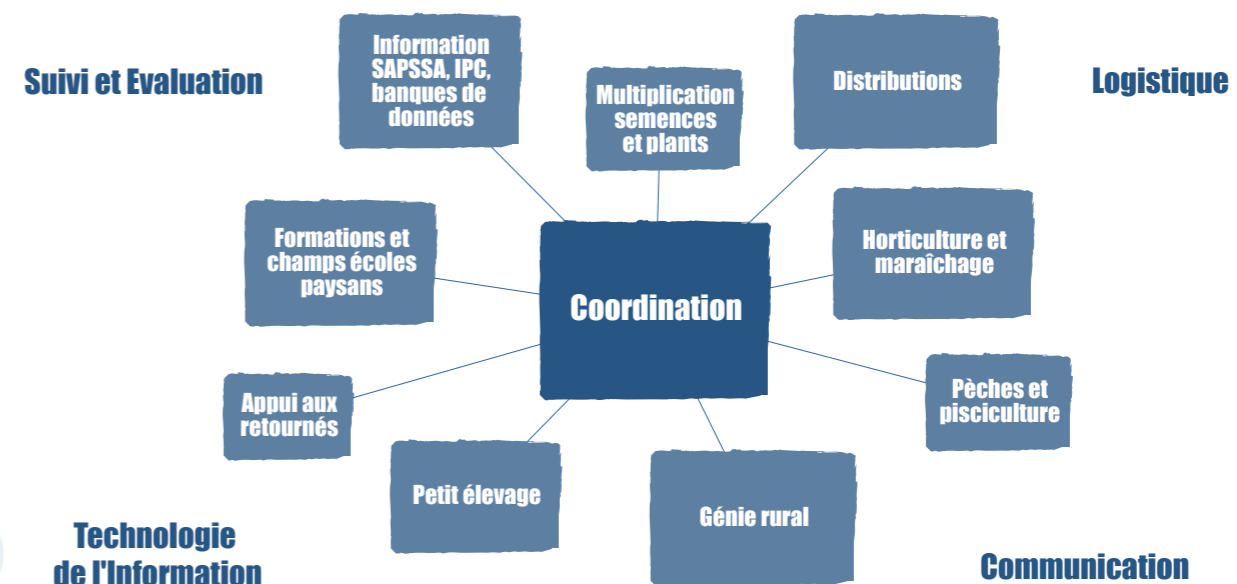 Suivi et Evaluation
Information
SAPSSA, IPC,
banques de
données
Multiplication
semences
et plants
Distributions
Logistique
Formations et
champs écoles
paysans
Coordination
Horticulture et
maraîchage
Appui aux
retournés
Pèches et
pisciculture
Petit élevage
Génie rural
Technologie
de l'Information
Communication